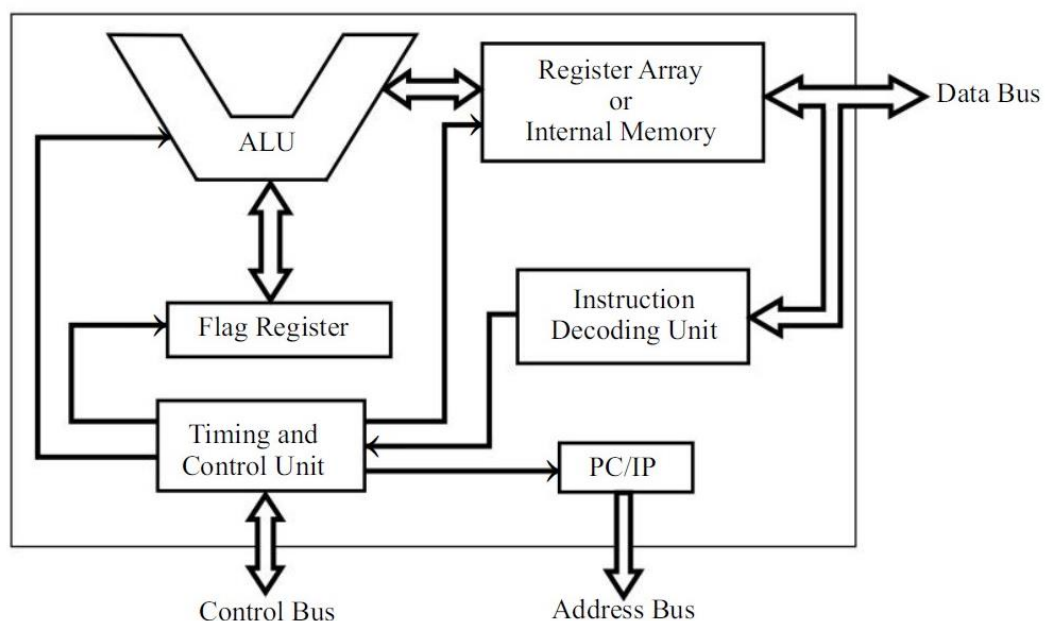 Register Array
or
Internal Memory
Data Bus
ALU
Flag Register
Instruction
Decoding Unit
Timing and
Control Unit
PC/IP
Control Bus
Address Bus